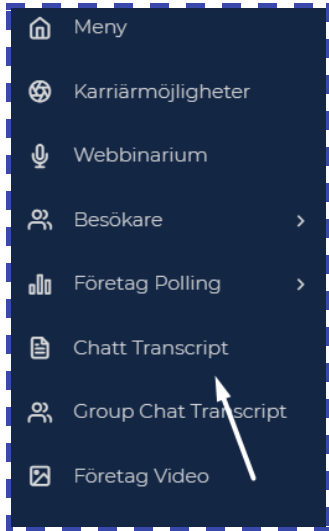 Meny
Karriärmöjligheter
Webbinarium
Besökare
Företag Polling
Chatt Transcript
Group Chat Transcript
Företag Video